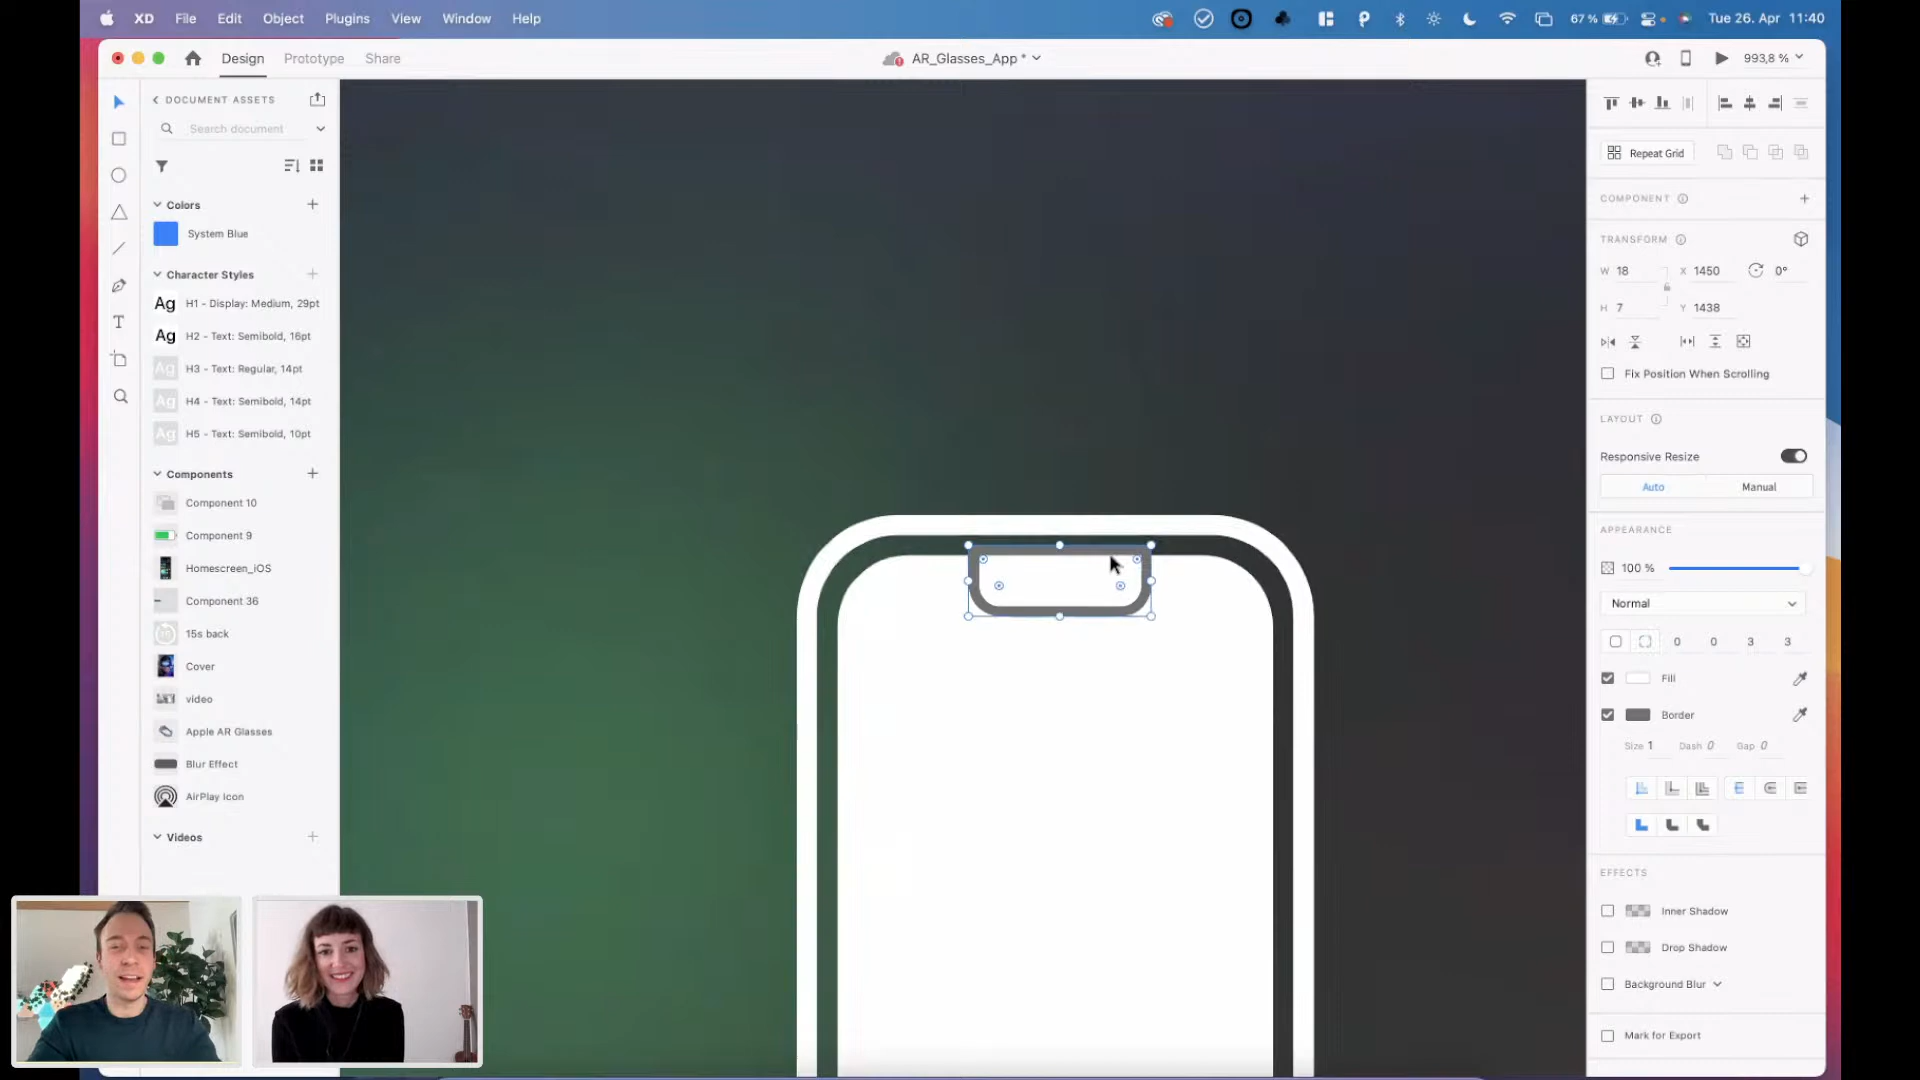 XD File Edit Object Plugins View Window Help
67 % Tue 26. Apr 11:40
Design Prototype Share
AR_Glasses_App *
993,8 %
DOCUMENT ASSETS
Search document
Colors
System Blue
Character Styles
Ag H1 - Display: Medium, 29pt
Ag H2 - Text: Semibold, 16pt
Ag H3 - Text: Regular, 14pt
Ag H4 - Text: Semibold, 14pt
Ag H5 - Text: Semibold, 10pt
Components
Component 10
Component 9
Homescreen_iOS
Component 36
15s back
Cover
video
Apple AR Glasses
Blur Effect
AirPlay Icon
Videos
Repeat Grid
COMPONENT
TRANSFORM
W 18 X 1450 0°
H 7 Y 1438
Fix Position When Scrolling
LAYOUT
Responsive Resize
Auto Manual
APPEARANCE
100 %
Normal
0 0 3 3
Fill
Border
Size 1 Dash 0 Gap 0
EFFECTS
Inner Shadow
Drop Shadow
Background Blur
Mark for Export